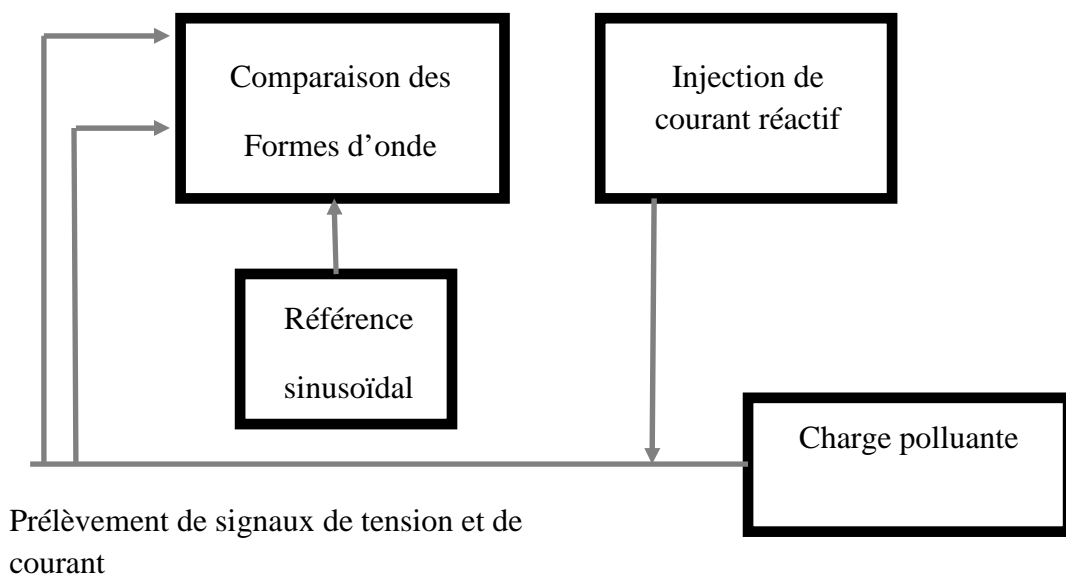 Comparaison des
Formes d’onde
Injection de
courant réactif
Référence
sinusoïdal
Charge polluante
Prélèvement de signaux de tension et de
courant